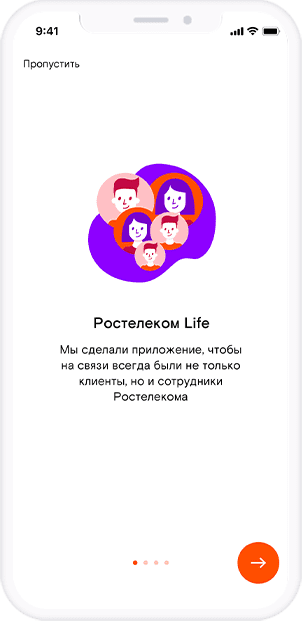 9:41
Пропустить
Ростелеком Life
Мы сделали приложение, чтобы
на связи всегда были не только
клиенты, но и сотрудники
Ростелекома